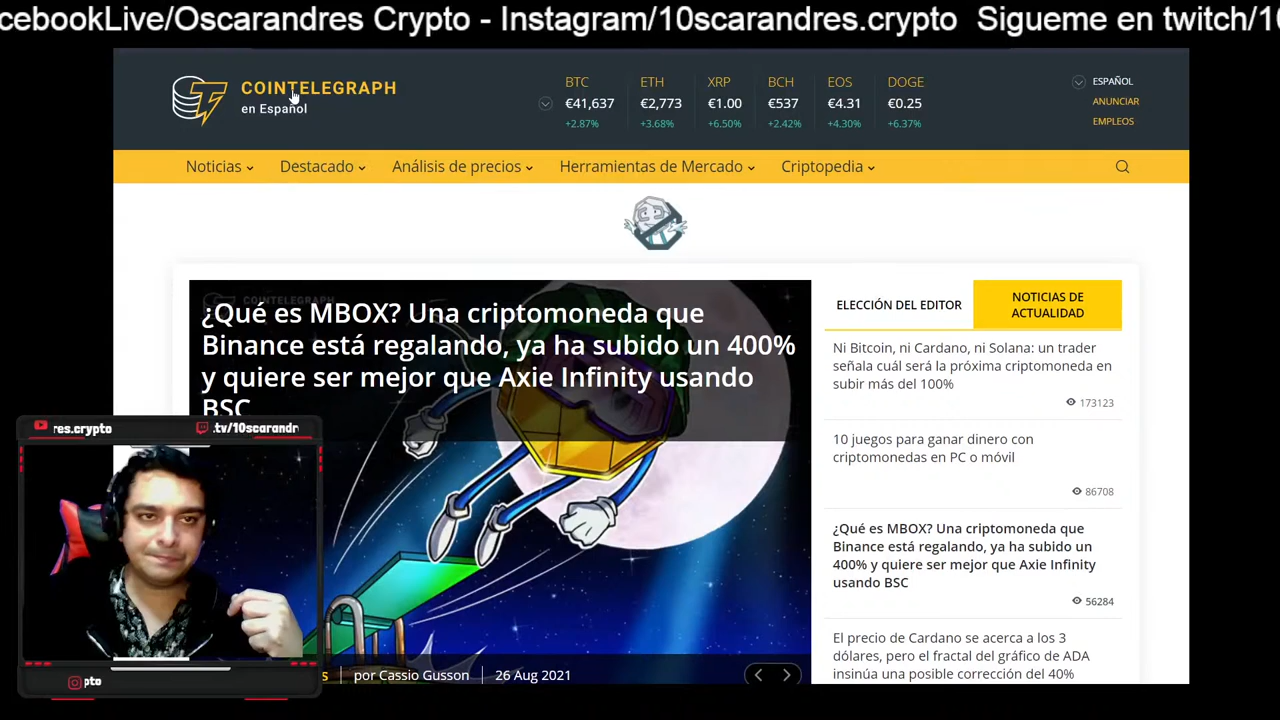 cebookLive/Oscarandres Crypto - Instagram/10scarandres.crypto  Sigueme en twitch/10
COINTELEGRAPH
en Español
BTC ETH XRP BCH EOS DOGE
€41,637 €2,773 €1.00 €537 €4.31 €0.25
+2.87% +3.68% +6.50% +2.42% +4.30% +6.37%
ESPAÑOL
ANUNCIAR
EMPLEOS
Noticias Destacado Análisis de precios Herramientas de Mercado Criptopedia
COINTELEGRAPH
¿Qué es MBOX? Una criptomoneda que
Binance está regalando, ya ha subido un 400%
y quiere ser mejor que Axie Infinity usando
BSC
S por Cassio Gusson 26 Aug 2021
ELECCIÓN DEL EDITOR
NOTICIAS DE
ACTUALIDAD
Ni Bitcoin, ni Cardano, ni Solana: un trader
señala cuál será la próxima criptomoneda en
subir más del 100%
173123
10 juegos para ganar dinero con
criptomonedas en PC o móvil
86708
¿Qué es MBOX? Una criptomoneda que
Binance está regalando, ya ha subido un
400% y quiere ser mejor que Axie Infinity
usando BSC
56284
El precio de Cardano se acerca a los 3
dólares, pero el fractal del gráfico de ADA
insinúa una posible corrección del 40%
res.crypto .tv/10scarandr
pto